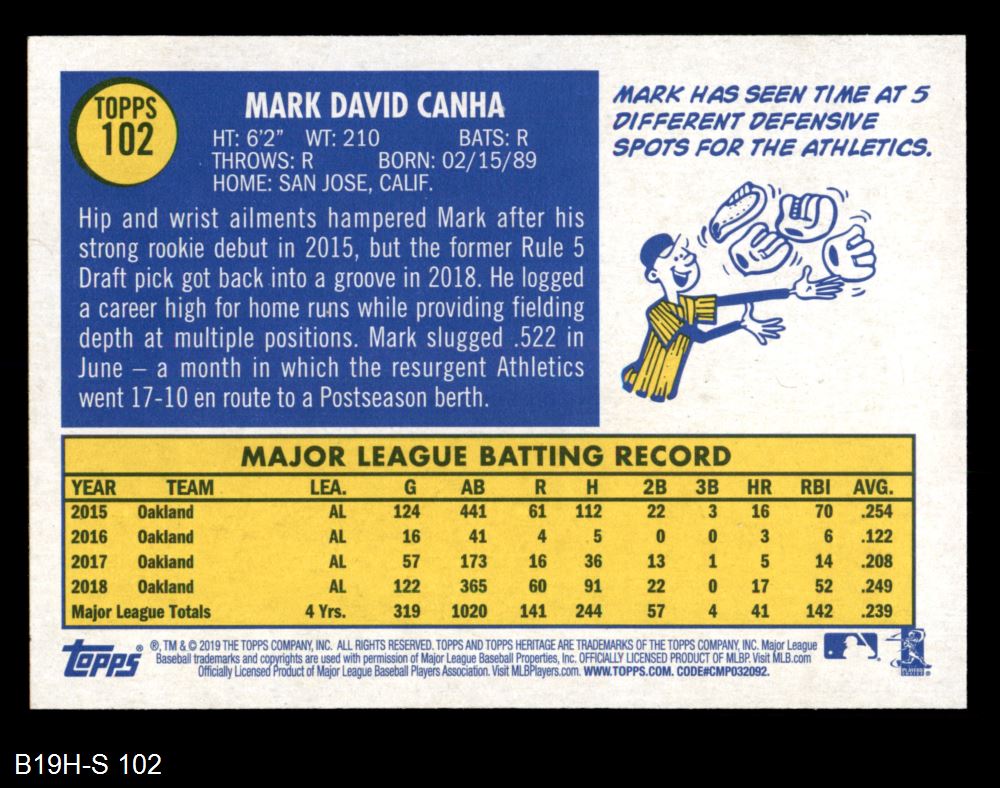 TOPPS
102
MARK DAVID CANHA
HT: 6'2" WT: 210 BATS: R
THROWS: R BORN: 02/15/89
HOME: SAN JOSE, CALIF.
Hip and wrist ailments hampered Mark after his
strong rookie debut in 2015, but the former Rule 5
Draft pick got back into a groove in 2018. He logged
a career high for home runs while providing fielding
depth at multiple positions. Mark slugged .522 in
June – a month in which the resurgent Athletics
went 17-10 en route to a Postseason berth.
MARK HAS SEEN TIME AT 5
DIFFERENT DEFENSIVE
SPOTS FOR THE ATHLETICS.
MAJOR LEAGUE BATTING RECORD
YEAR TEAM LEA. G AB R H 2B 3B HR RBI AVG.
2015 Oakland AL 124 441 61 112 22 3 16 70 .254
2016 Oakland AL 16 41 4 5 0 0 3 6 .122
2017 Oakland AL 57 173 16 36 13 1 5 14 .208
2018 Oakland AL 122 365 60 91 22 0 17 52 .249
Major League Totals 4 Yrs. 319 1020 141 244 57 4 41 142 .239
topps ®, TM & © 2019 THE TOPPS COMPANY, INC. ALL RIGHTS RESERVED. TOPPS AND TOPPS HERITAGE ARE TRADEMARKS OF THE TOPPS COMPANY, INC. Major League
Baseball trademarks and copyrights are used with permission of Major League Baseball Properties, Inc. OFFICIALLY LICENSED PRODUCT OF MLBP. Visit MLB.com
Officially Licensed Product of Major League Baseball Players Association. Visit MLBPlayers.com. WWW.TOPPS.COM. CODE#CMP032092.
B19H-S 102